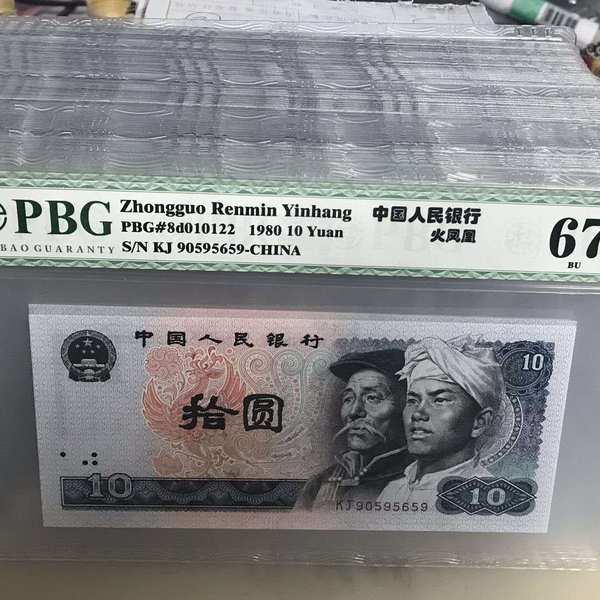 PBG
BAO GUARANTY
Zhongguo Renmin Yinhang
PBG#8d010122 1980 10 Yuan
S/N KJ 90595659-CHINA
中国人民银行
火凤凰
67
BU
中国人民银行
10
拾圆
10
KJ90595659
10